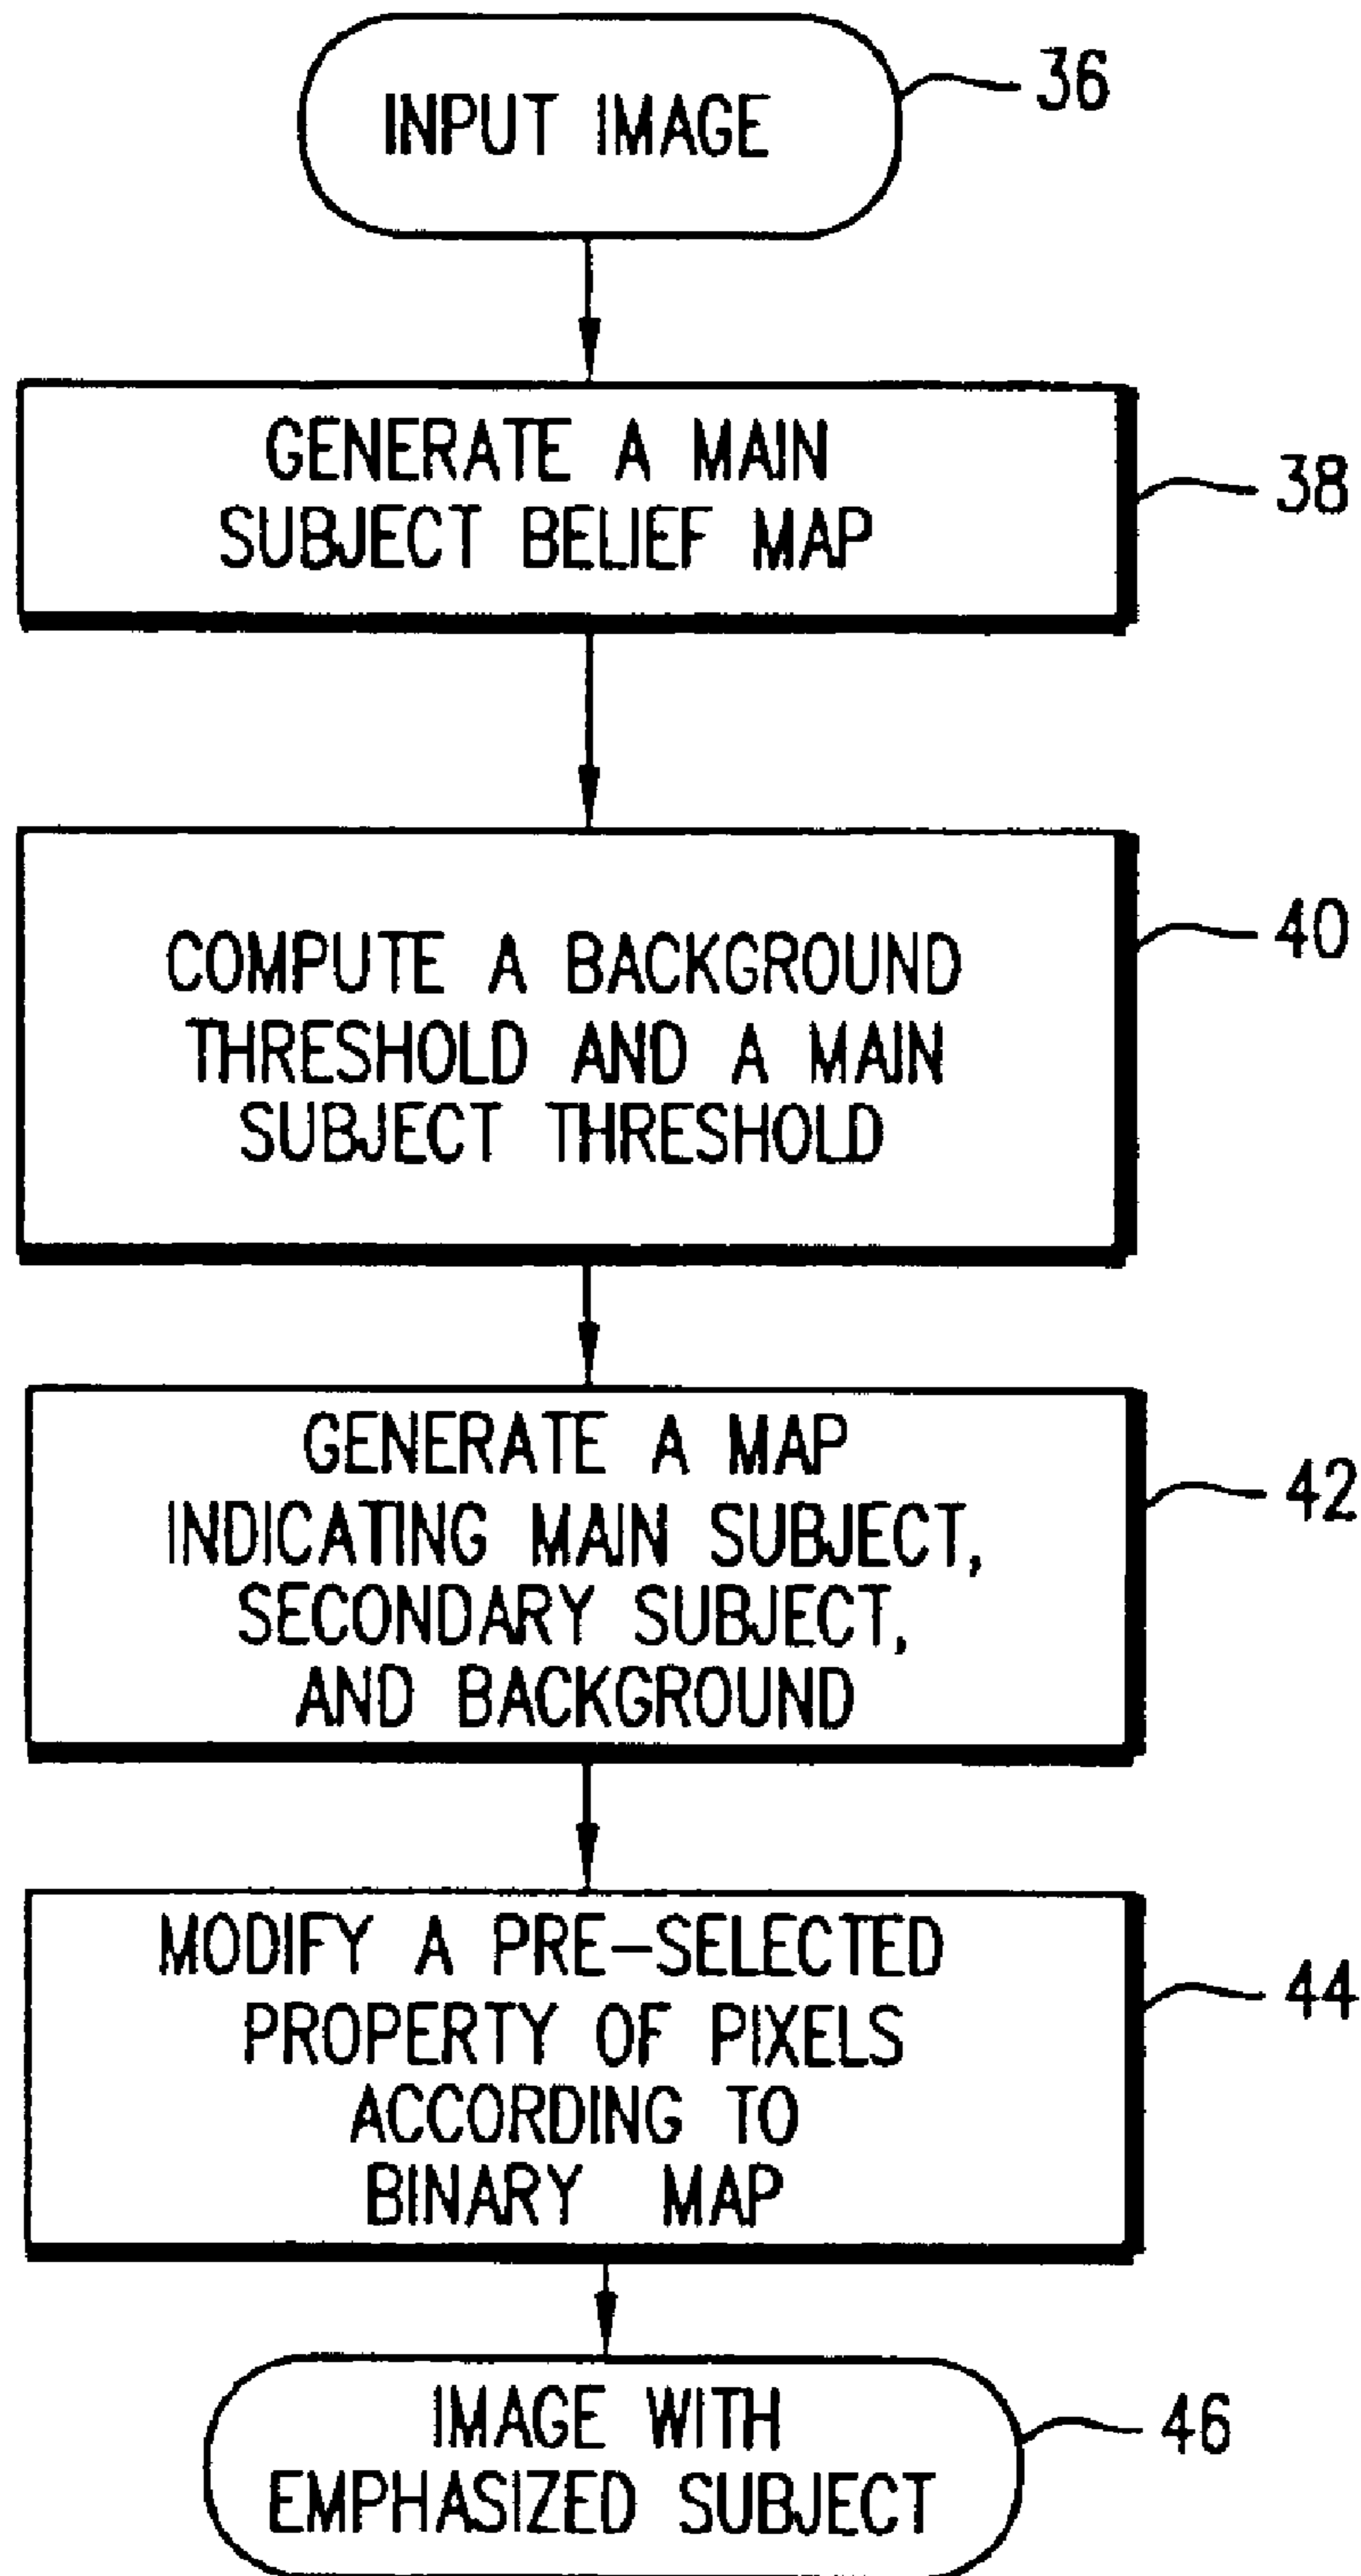 INPUT IMAGE
36
GENERATE A MAIN
SUBJECT BELIEF MAP
38
COMPUTE A BACKGROUND
THRESHOLD AND A MAIN
SUBJECT THRESHOLD
40
GENERATE A MAP
INDICATING MAIN SUBJECT,
SECONDARY SUBJECT,
AND BACKGROUND
42
MODIFY A PRE-SELECTED
PROPERTY OF PIXELS
ACCORDING TO
BINARY MAP
44
IMAGE WITH
EMPHASIZED SUBJECT
46